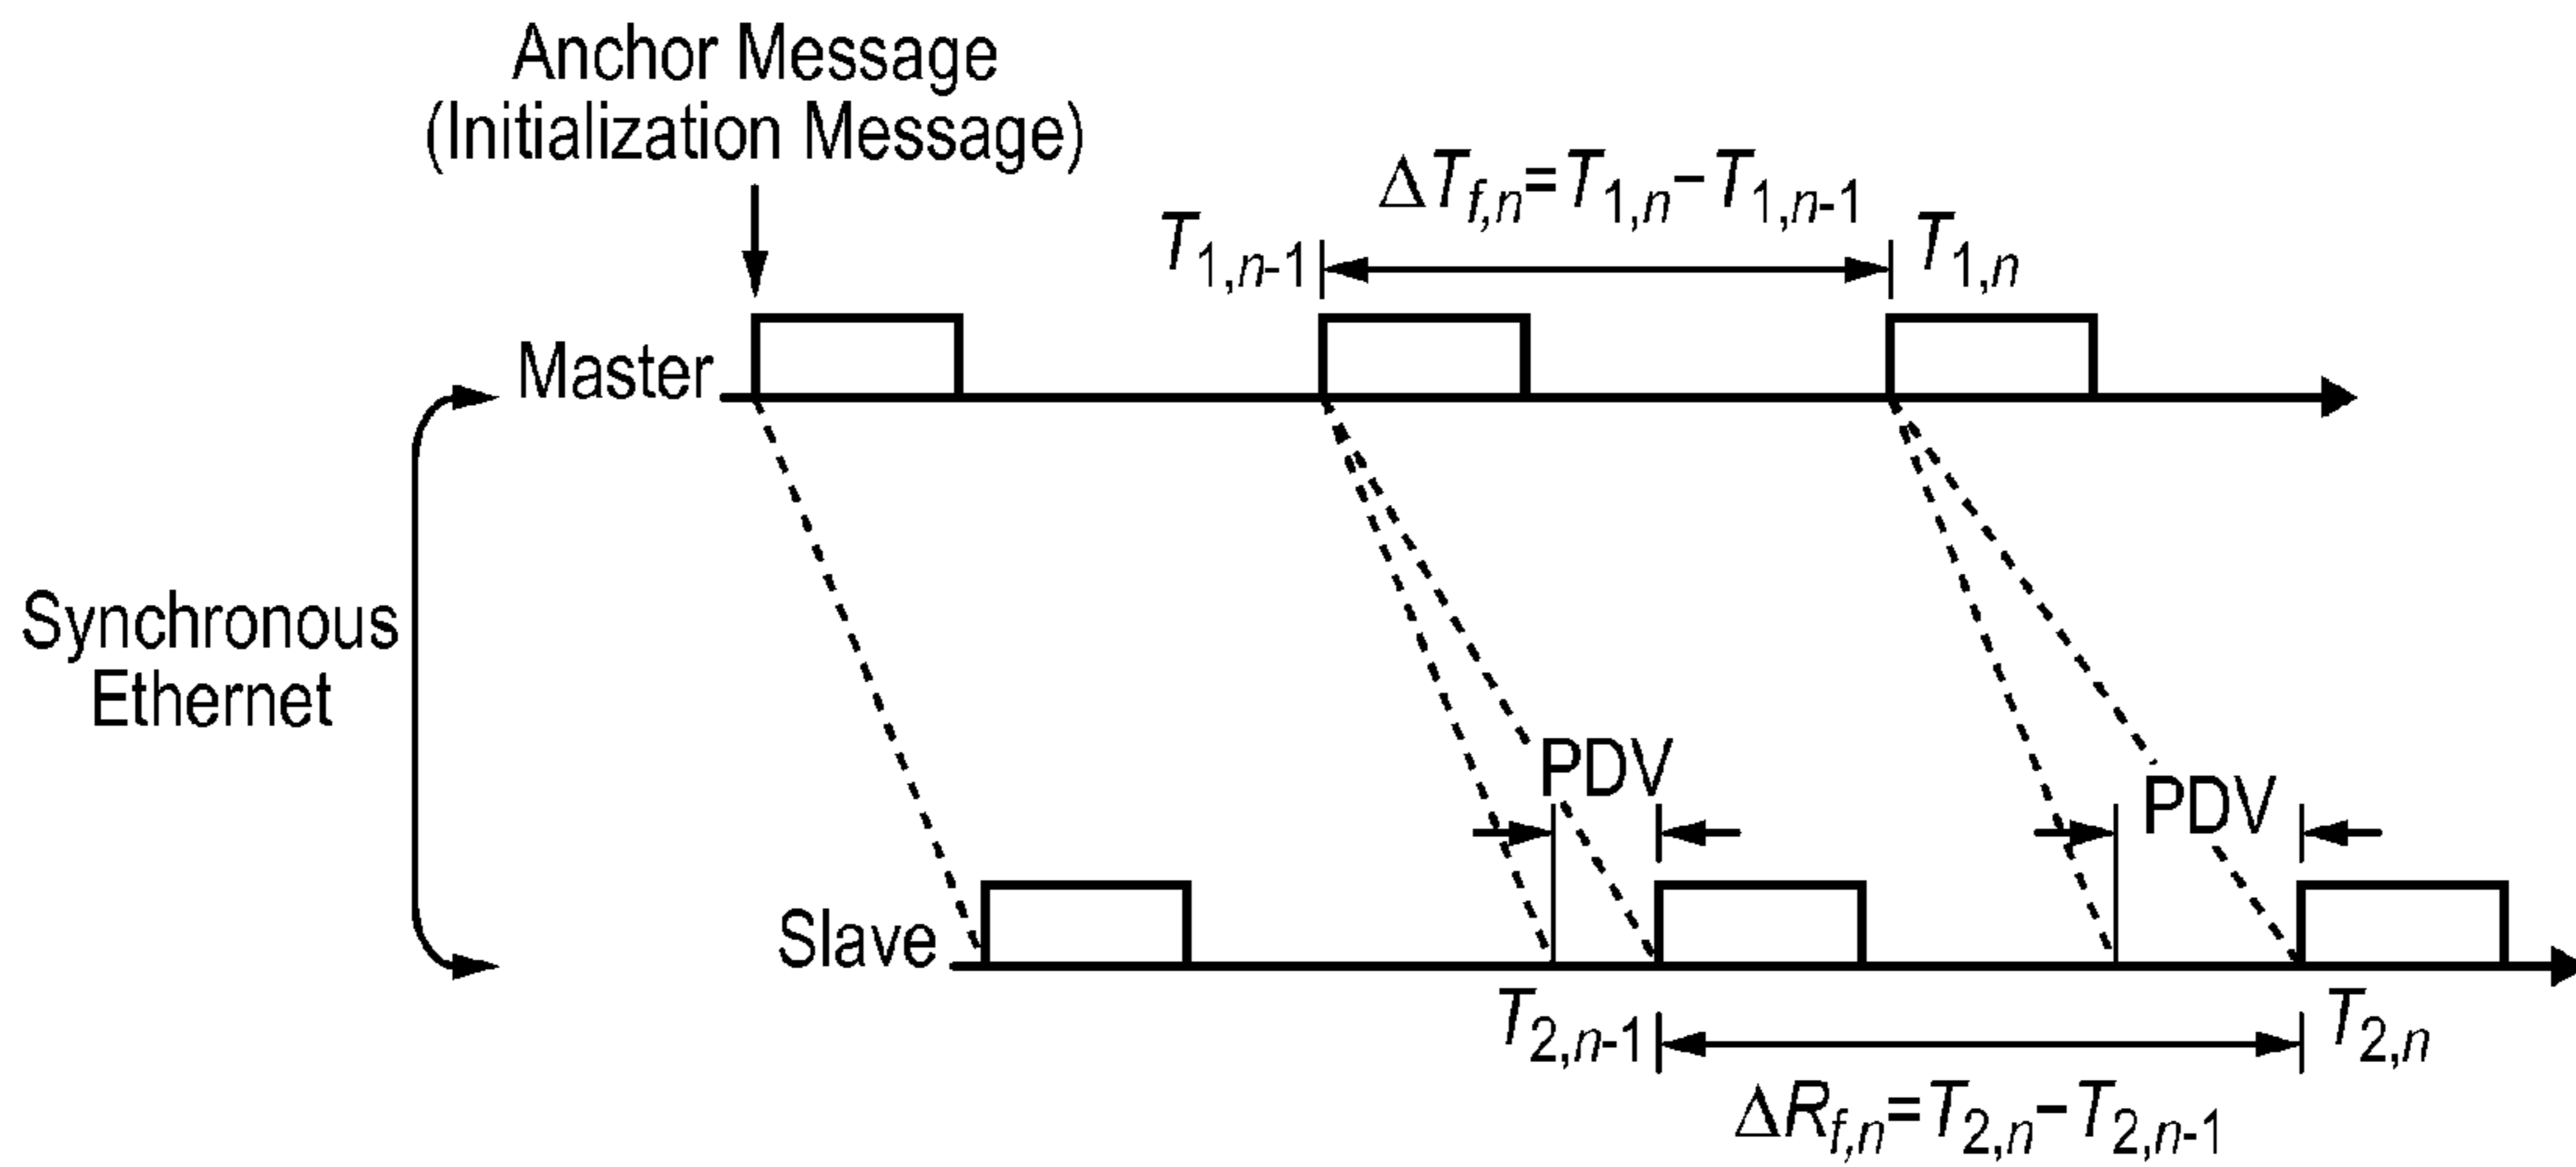 Anchor Message
(Initialization Message)
ΔT_{f,n}=T_{1,n}−T_{1,n-1}
T_{1,n-1}
T_{1,n}
Master
Synchronous
Ethernet
PDV
PDV
Slave
T_{2,n-1}
T_{2,n}
ΔR_{f,n}=T_{2,n}−T_{2,n-1}